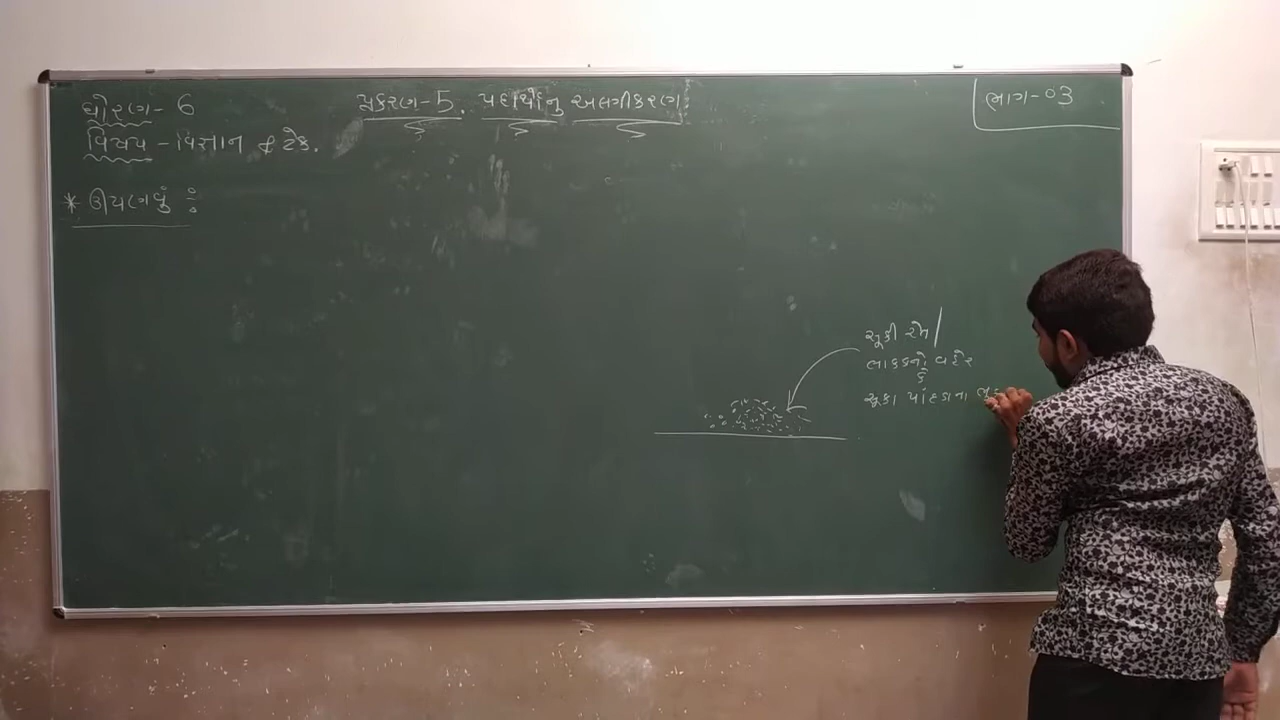 ધોરણ - 6
પ્રકરણ - 5. પદાર્થોનું અલગીકરણ :
ભાગ - 03
વિષય - વિજ્ઞાન & ટેક.
* ઊપણવું :
સૂકી રેત /
લાકડાનો વહેર
કે
સૂકા પાંદડાના